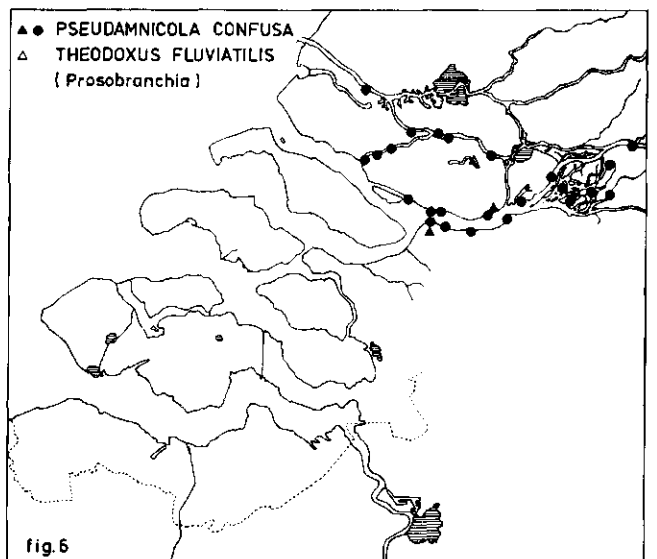 ▲ ● PSEUDAMNICOLA CONFUSA
△ THEODOXUS FLUVIATILIS
(Prosobranchia)
fig.6